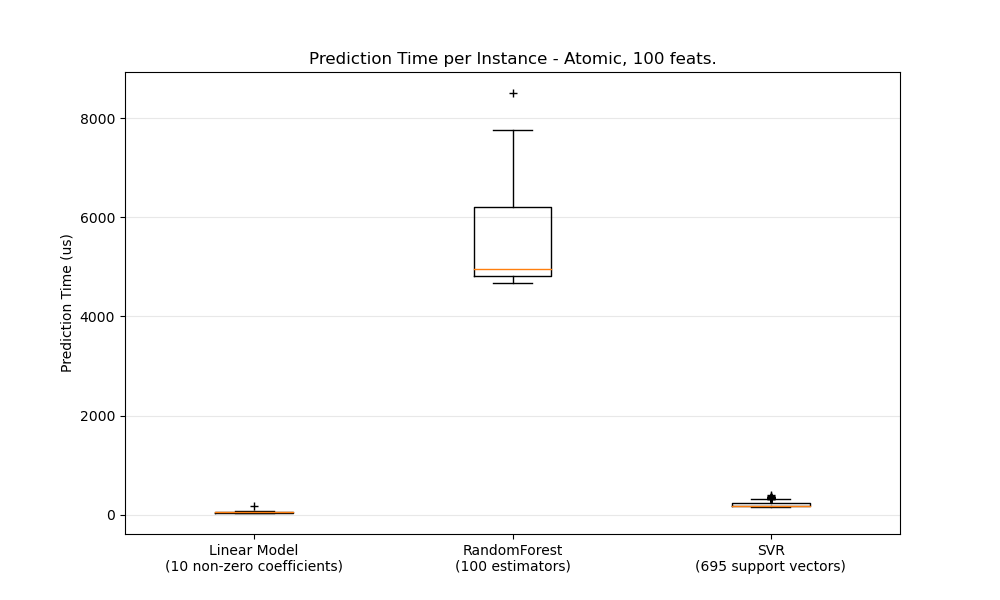 Prediction Time per Instance - Atomic, 100 feats.
Prediction Time (us)
8000
6000
4000
2000
0
Linear Model
(10 non-zero coefficients)
RandomForest
(100 estimators)
SVR
(695 support vectors)